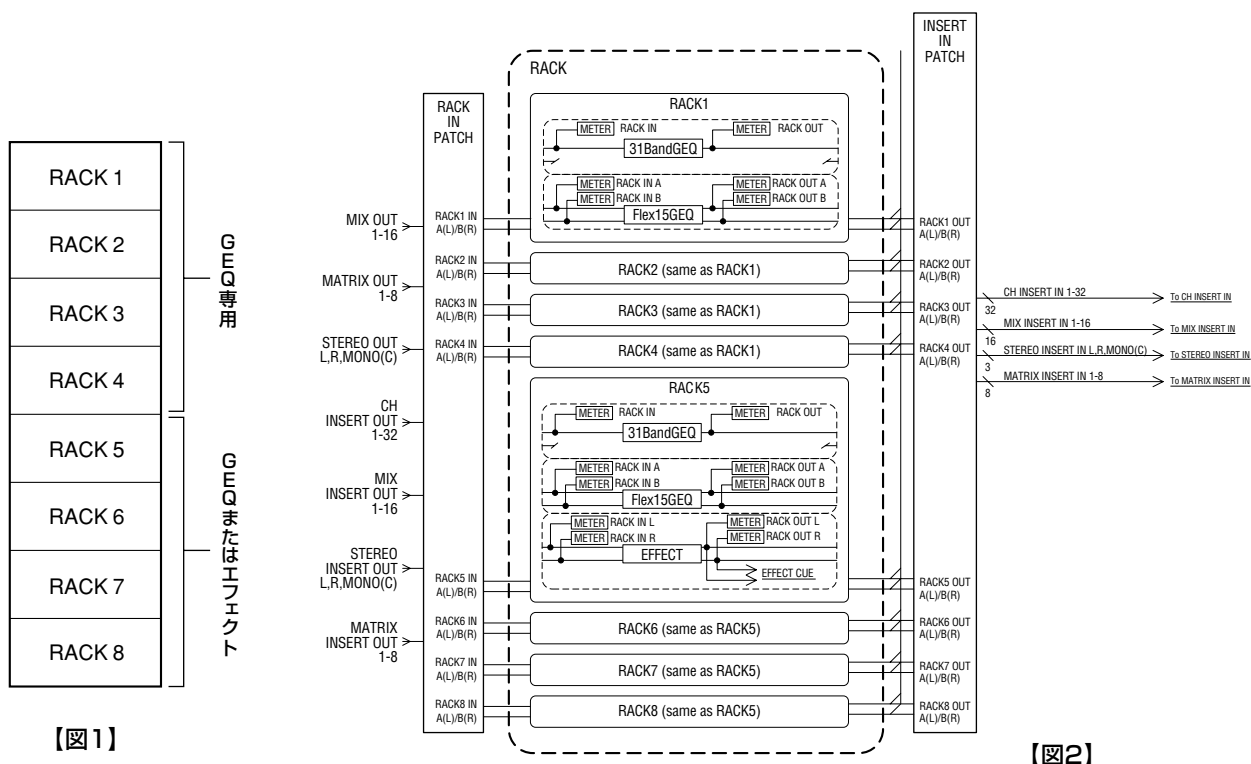 RACK 1
RACK 2
RACK 3
RACK 4
RACK 5
RACK 6
RACK 7
RACK 8
GEQ専用
GEQまたはエフェクト
【図1】
MIX OUT
1-16
MATRIX OUT
1-8
STEREO OUT
L,R,MONO(C)
CH
INSERT OUT
1-32
MIX
INSERT OUT
1-16
STEREO
INSERT OUT
L,R,MONO(C)
MATRIX
INSERT OUT
1-8
RACK
IN
PATCH
RACK1 IN
A(L)/B(R)
RACK2 IN
A(L)/B(R)
RACK3 IN
A(L)/B(R)
RACK4 IN
A(L)/B(R)
RACK5 IN
A(L)/B(R)
RACK6 IN
A(L)/B(R)
RACK7 IN
A(L)/B(R)
RACK8 IN
A(L)/B(R)
RACK
RACK1
METER RACK IN METER RACK OUT
31BandGEQ
METER RACK IN A METER RACK OUT A
METER RACK IN B METER RACK OUT B
Flex15GEQ
RACK2 (same as RACK1)
RACK3 (same as RACK1)
RACK4 (same as RACK1)
RACK5
METER RACK IN METER RACK OUT
31BandGEQ
METER RACK IN A METER RACK OUT A
METER RACK IN B METER RACK OUT B
Flex15GEQ
METER RACK IN L METER RACK OUT L
METER RACK IN R METER RACK OUT R
EFFECT
EFFECT CUE
RACK6 (same as RACK5)
RACK7 (same as RACK5)
RACK8 (same as RACK5)
INSERT
IN
PATCH
RACK1 OUT
A(L)/B(R)
RACK2 OUT
A(L)/B(R)
RACK3 OUT
A(L)/B(R)
RACK4 OUT
A(L)/B(R)
RACK5 OUT
A(L)/B(R)
RACK6 OUT
A(L)/B(R)
RACK7 OUT
A(L)/B(R)
RACK8 OUT
A(L)/B(R)
CH INSERT IN 1-32
32
To CH INSERT IN
MIX INSERT IN 1-16
16
To MIX INSERT IN
STEREO INSERT IN L,R,MONO(C)
3
To STEREO INSERT IN
MATRIX INSERT IN 1-8
8
To MATRIX INSERT IN
【図2】